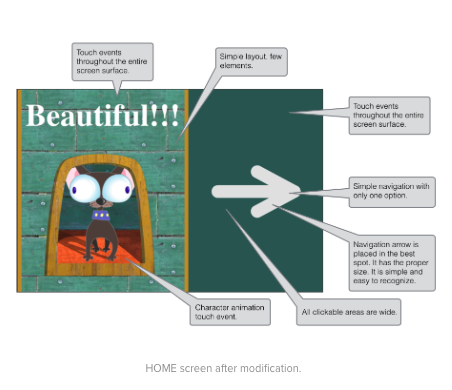 Touch events
throughout the entire
screen surface.
Simple layout. few
elements.
Beautiful!!!
Touch events
throughout the entire
screen surface.
Simple navigation with
only one option.
Navigation arrow is
placed in the best
spot. It has the proper
size. It is simple and
easy to recognize.
Character animation
touch event.
All clickable areas are wide.
HOME screen after modification.